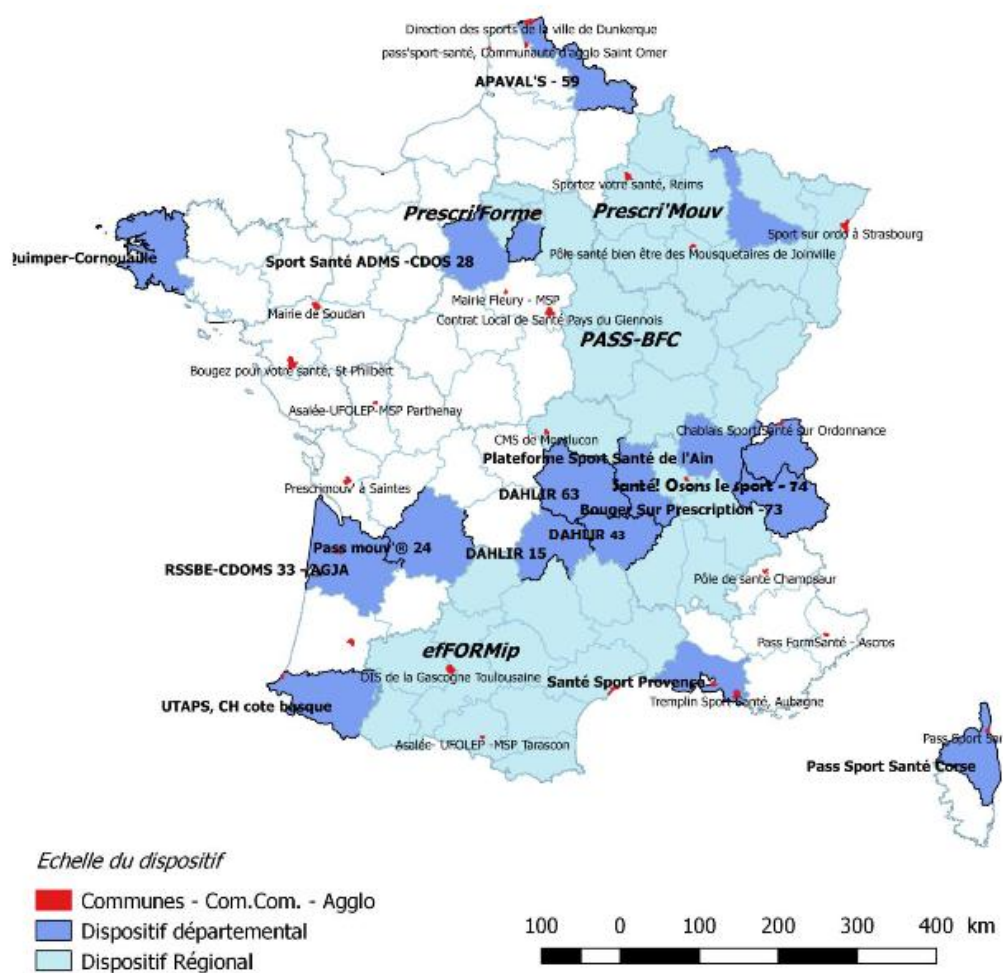 Direction des sports de la ville de Dunkerque
pass'sport-santé, Communauté d'agglo Saint Omer
APAVAL'S - 59
Sportez votre santé, Reims
Prescri'Forme
Prescri'Mouv
Sport sur ordo à Strasbourg
Quimper-Cornouaille
Sport Santé ADMS -CDOS 28
Pôle santé bien être des Mousquetaires de Joinville
Mairie Fleury - MSP
Mairie de Soudan
Contrat Local de Santé Pays du Giennois
PASS-BFC
Bougez pour votre santé, St Philbert
Asalée-UFOLEP-MSP Parthenay
Chablais Sport/Santé sur Ordonnance
CMS de Montlucon
Plateforme Sport Santé de l'Ain
Prescrimouv' à Saintes
Santé! Osons le sport - 74
DAHLIR 63
Bouger Sur Prescription -73
DAHLIR 43
Pass mouv'® 24
DAHLIR 15
RSSBE-CDOMS 33 - AGJA
Pôle de santé Champsaur
Pass FormSanté - Ascros
efFORMip
DIS de la Gascogne Toulousaine
Santé Sport Provence
Tremplin Sport Santé, Aubagne
UTAPS, CH cote basque
Asalée- UFOLEP -MSP Tarascon
Pass Sport
Pass Sport Santé Corse
Echelle du dispositif
Communes - Com.Com. - Agglo
Dispositif départemental
Dispositif Régional
100 0 100 200 300 400 km